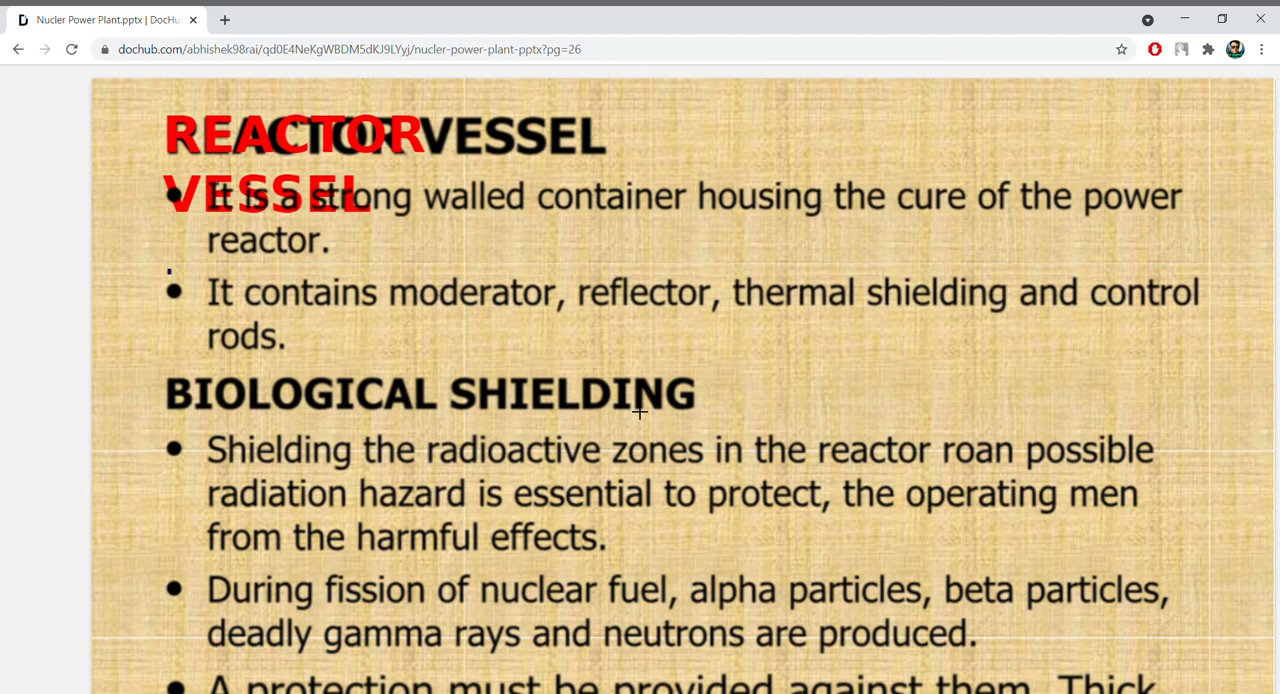 Nucler Power Plant.pptx | DocHu
dochub.com/abhishek98rai/qd0E4NeKgWBDM5dKJ9LYyj/nucler-power-plant-pptx?pg=26
REACTOR VESSEL
REACTOR
VESSEL
• It is a strong walled container housing the cure of the power
reactor.
• It contains moderator, reflector, thermal shielding and control
rods.
BIOLOGICAL SHIELDING
• Shielding the radioactive zones in the reactor roan possible
radiation hazard is essential to protect, the operating men
from the harmful effects.
• During fission of nuclear fuel, alpha particles, beta particles,
deadly gamma rays and neutrons are produced.
• A protection must be provided against them. Thick